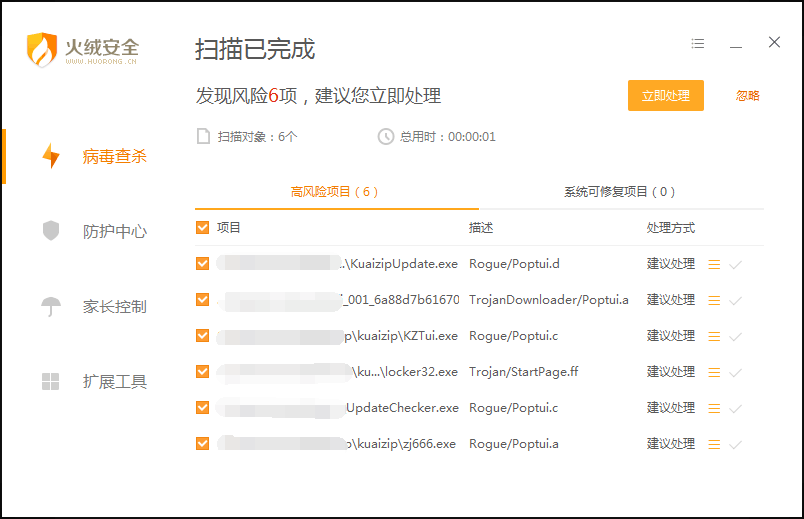 火绒安全
WWW.HUORONG.CN
扫描已完成
发现风险6项，建议您立即处理
立即处理
忽略
扫描对象：6个
总用时：00:00:01
病毒查杀
防护中心
家长控制
扩展工具
高风险项目（6）
系统可修复项目（0）
项目 描述 处理方式
..\KuaizipUpdate.exe Rogue/Poptui.d 建议处理
_001_6a88d7b61670 TrojanDownloader/Poptui.a 建议处理
p\kuaizip\KZTui.exe Rogue/Poptui.c 建议处理
\ku...\locker32.exe Trojan/StartPage.ff 建议处理
UpdateChecker.exe Rogue/Poptui.c 建议处理
\kuaizip\zj666.exe Rogue/Poptui.a 建议处理